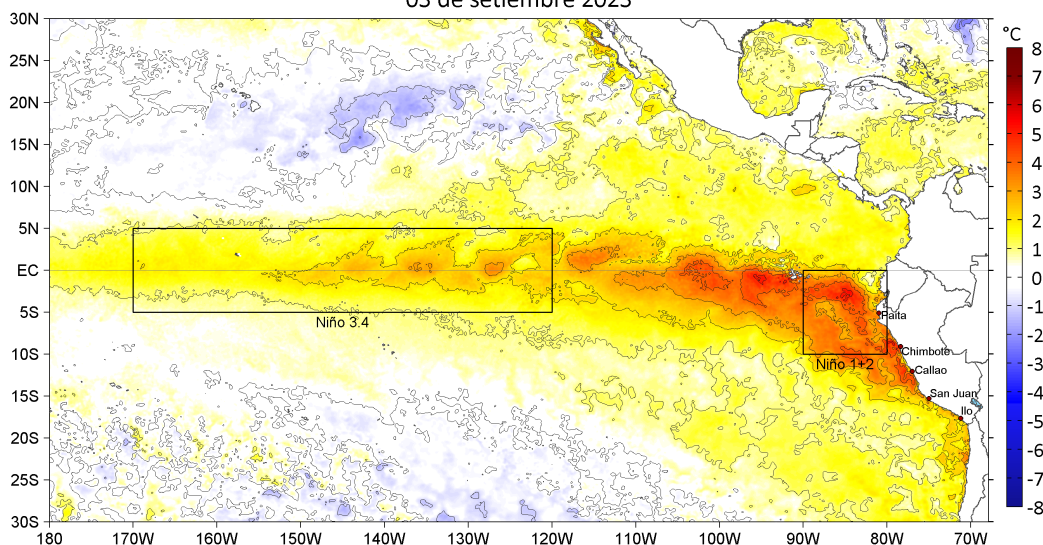 03 de setiembre 2023
30N
25N
20N
15N
10N
5N
EC
5S
10S
15S
20S
25S
30S
180 170W 160W 150W 140W 130W 120W 110W 100W 90W 80W 70W
Niño 3.4
Niño 1+2
Paita
Chimbote
Callao
San Juan
Ilo
°C
8
7
6
5
4
3
2
1
0
-1
-2
-3
-4
-5
-6
-7
-8